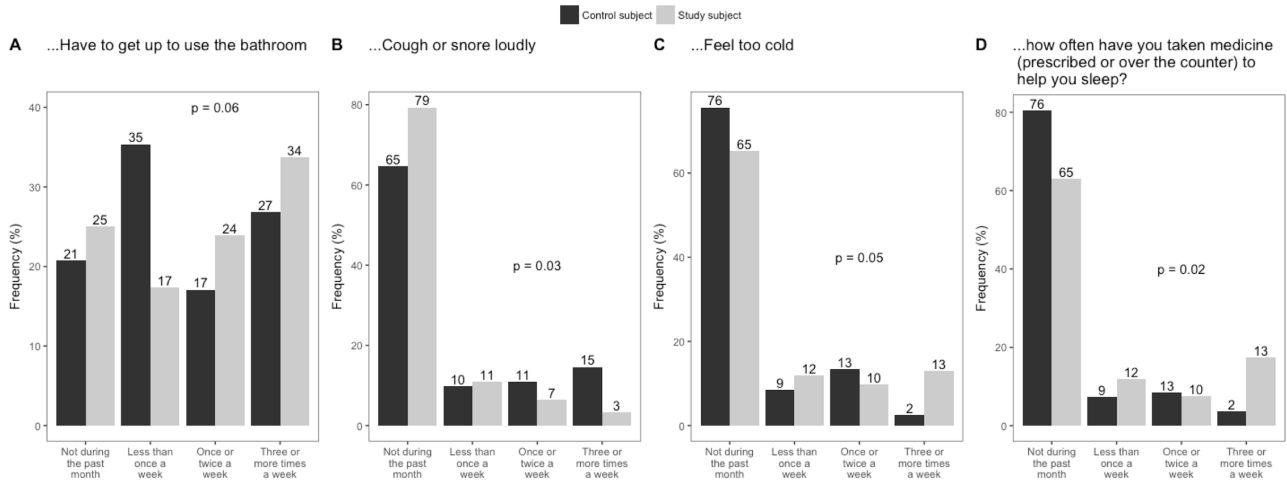 Control subject Study subject
A ...Have to get up to use the bathroom
Frequency (%)
40
30
20
10
0
p = 0.06
21 25 35 17 17 24 27 34
Not during the past month
Less than once a week
Once or twice a week
Three or more times a week
B ...Cough or snore loudly
Frequency (%)
80
60
40
20
0
p = 0.03
65 79 10 11 11 7 15 3
Not during the past month
Less than once a week
Once or twice a week
Three or more times a week
C ...Feel too cold
Frequency (%)
60
40
20
0
p = 0.05
76 65 9 12 13 10 2 13
Not during the past month
Less than once a week
Once or twice a week
Three or more times a week
D ...how often have you taken medicine
(prescribed or over the counter) to
help you sleep?
Frequency (%)
80
60
40
20
0
p = 0.02
76 65 9 12 13 10 2 13
Not during the past month
Less than once a week
Once or twice a week
Three or more times a week